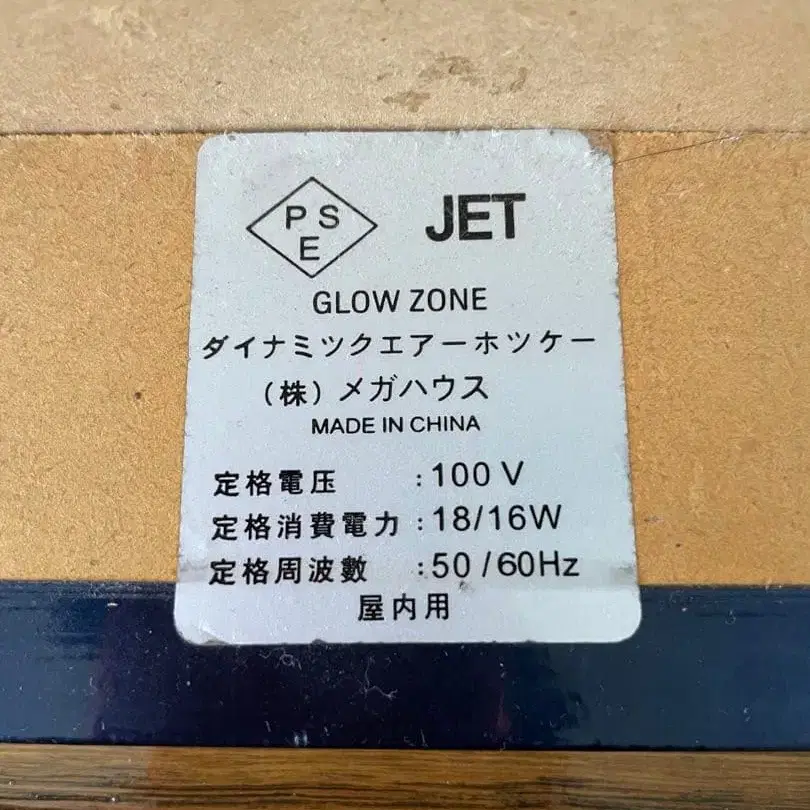 PSE JET
GLOW ZONE
ダイナミツクエアーホツケー
（株）メガハウス
MADE IN CHINA
定格電圧 :100 V
定格消費電力 :18/16W
定格周波數 :50 /60Hz
屋内用